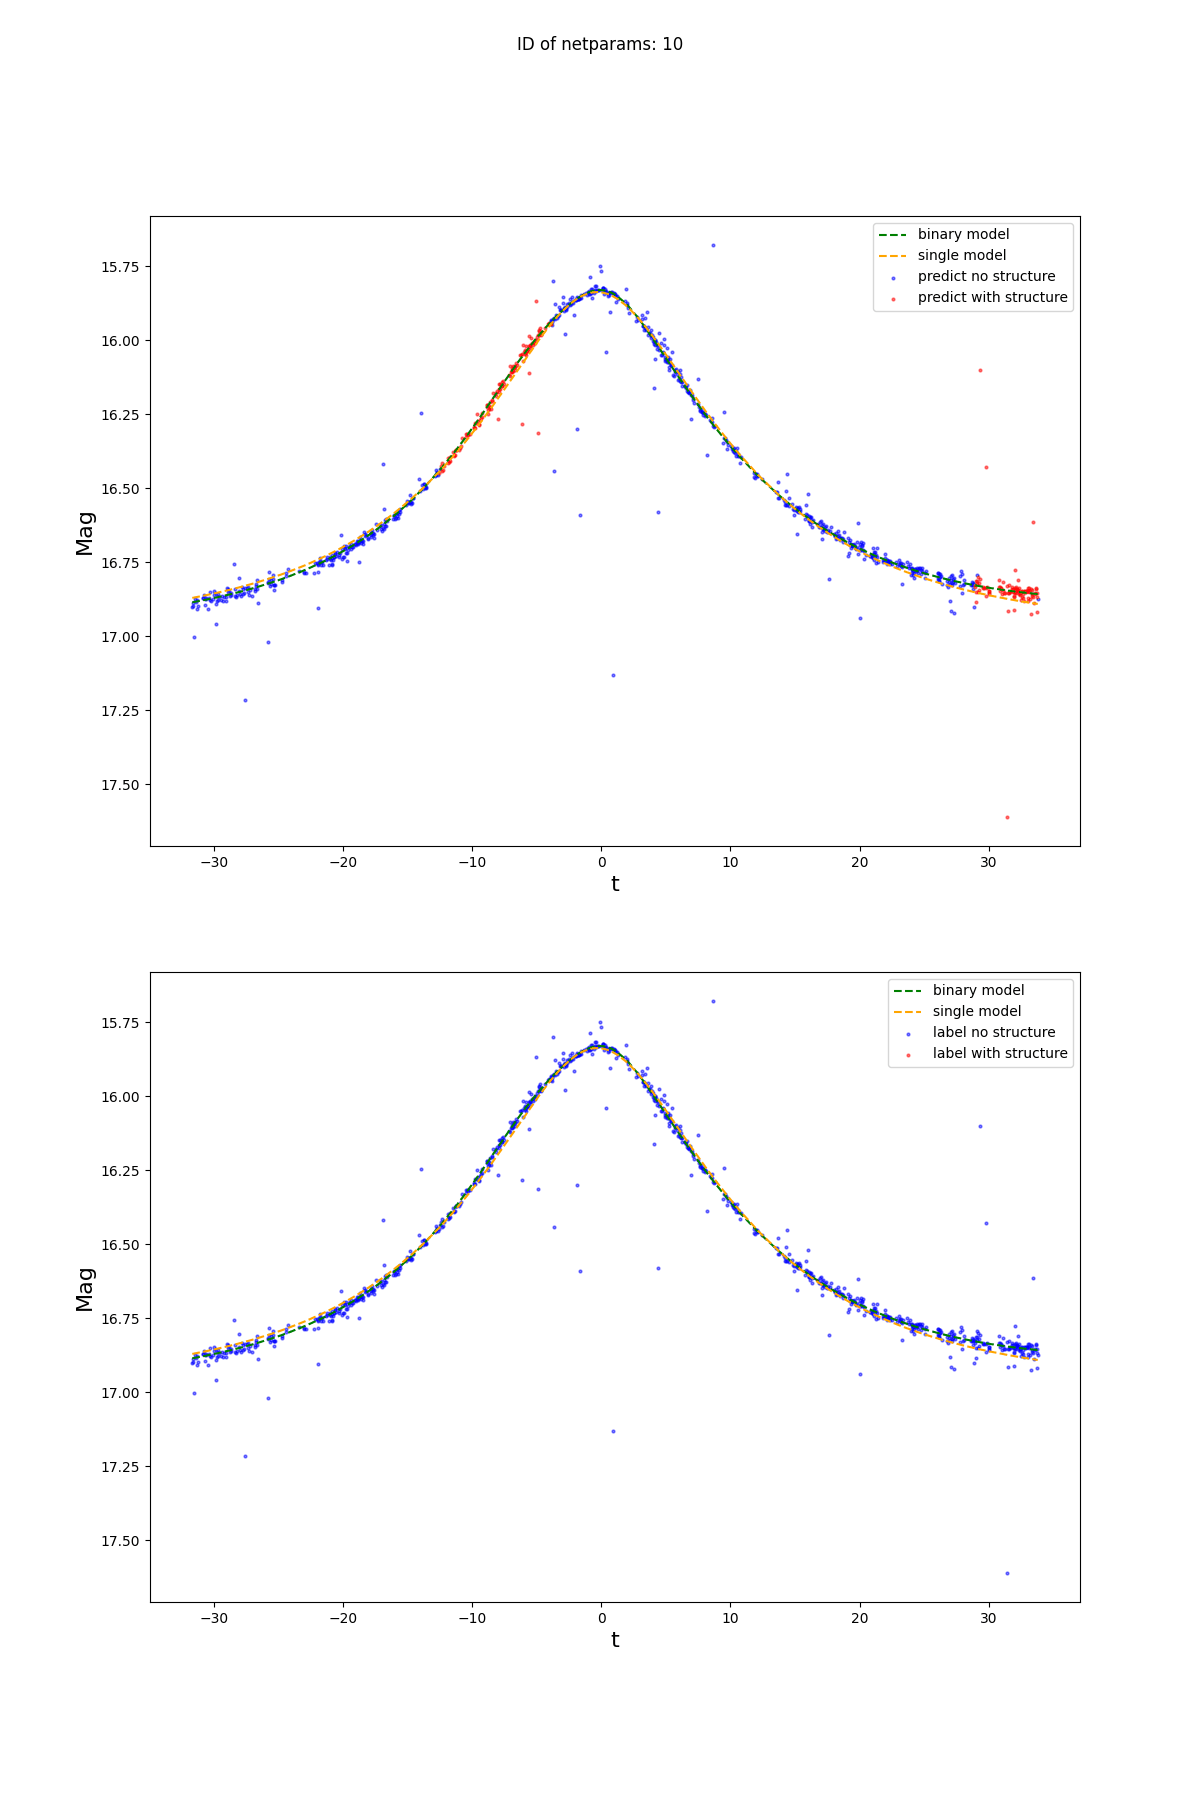 ID of netparams: 10
binary model
single model
predict no structure
predict with structure
15.75
16.00
16.25
16.50
16.75
17.00
17.25
17.50
Mag
−30
−20
−10
0
10
20
30
t
binary model
single model
label no structure
label with structure
15.75
16.00
16.25
16.50
16.75
17.00
17.25
17.50
Mag
−30
−20
−10
0
10
20
30
t